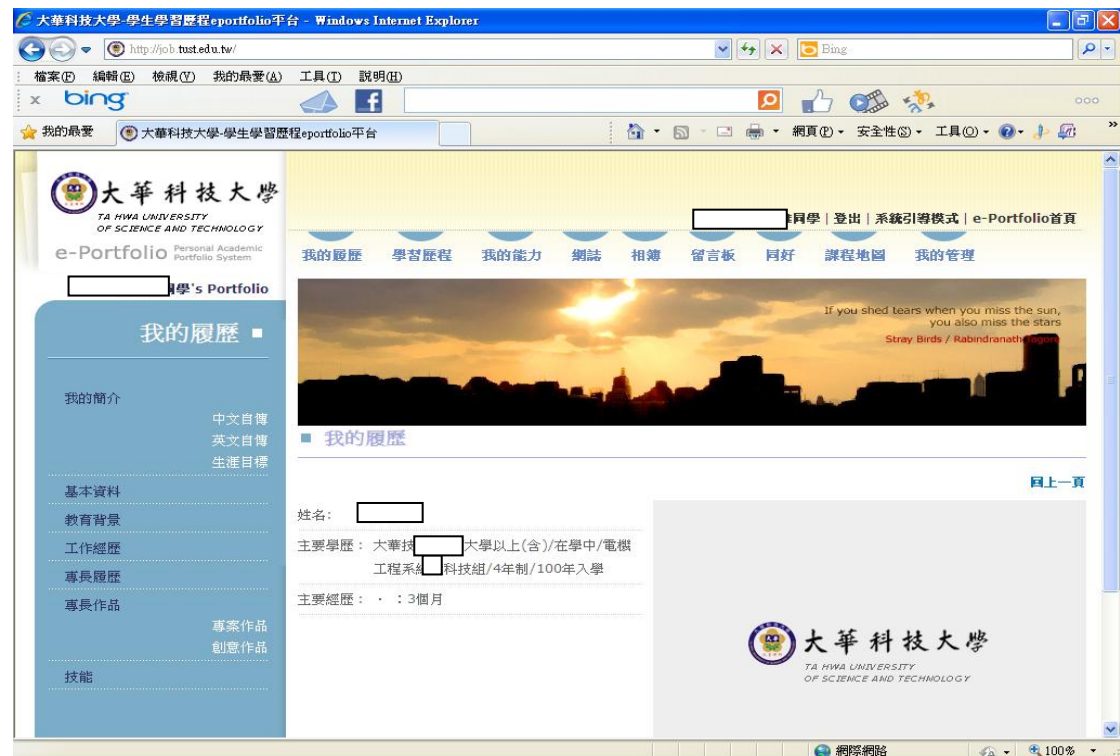 大華科技大學-學生學習歷程eportfolio平台 - Windows Internet Explorer
http://job.tust.edu.tw/
Bing
檔案(F) 編輯(E) 檢視(V) 我的最愛(A) 工具(T) 說明(H)
x bing
我的最愛 大華科技大學-學生學習歷程eportfolio平台 網頁(P) 安全性(S) 工具(O)
大華科技大學
TA HWA UNIVERSITY
OF SCIENCE AND TECHNOLOGY
e-Portfolio Personal Academic
Portfolio System
同學 | 登出 | 系統引導模式 | e-Portfolio首頁
我的履歷 學習歷程 我的能力 網誌 相簿 留言板 同好 課程地圖 我的管理
同學's Portfolio
我的履歷
我的簡介
中文自傳
英文自傳
生涯目標
基本資料
教育背景
工作經歷
專長履歷
專長作品
專案作品
創意作品
技能
If you shed tears when you miss the sun,
you also miss the stars
Stray Birds / Rabindranath Tagore
我的履歷
回上一頁
姓名:
主要學歷： 大華技 大學以上(含)/在學中/電機
工程系 科技組/4年制/100年入學
主要經歷： ‧ ：3個月
大華科技大學
TA HWA UNIVERSITY
OF SCIENCE AND TECHNOLOGY
網際網路 100%